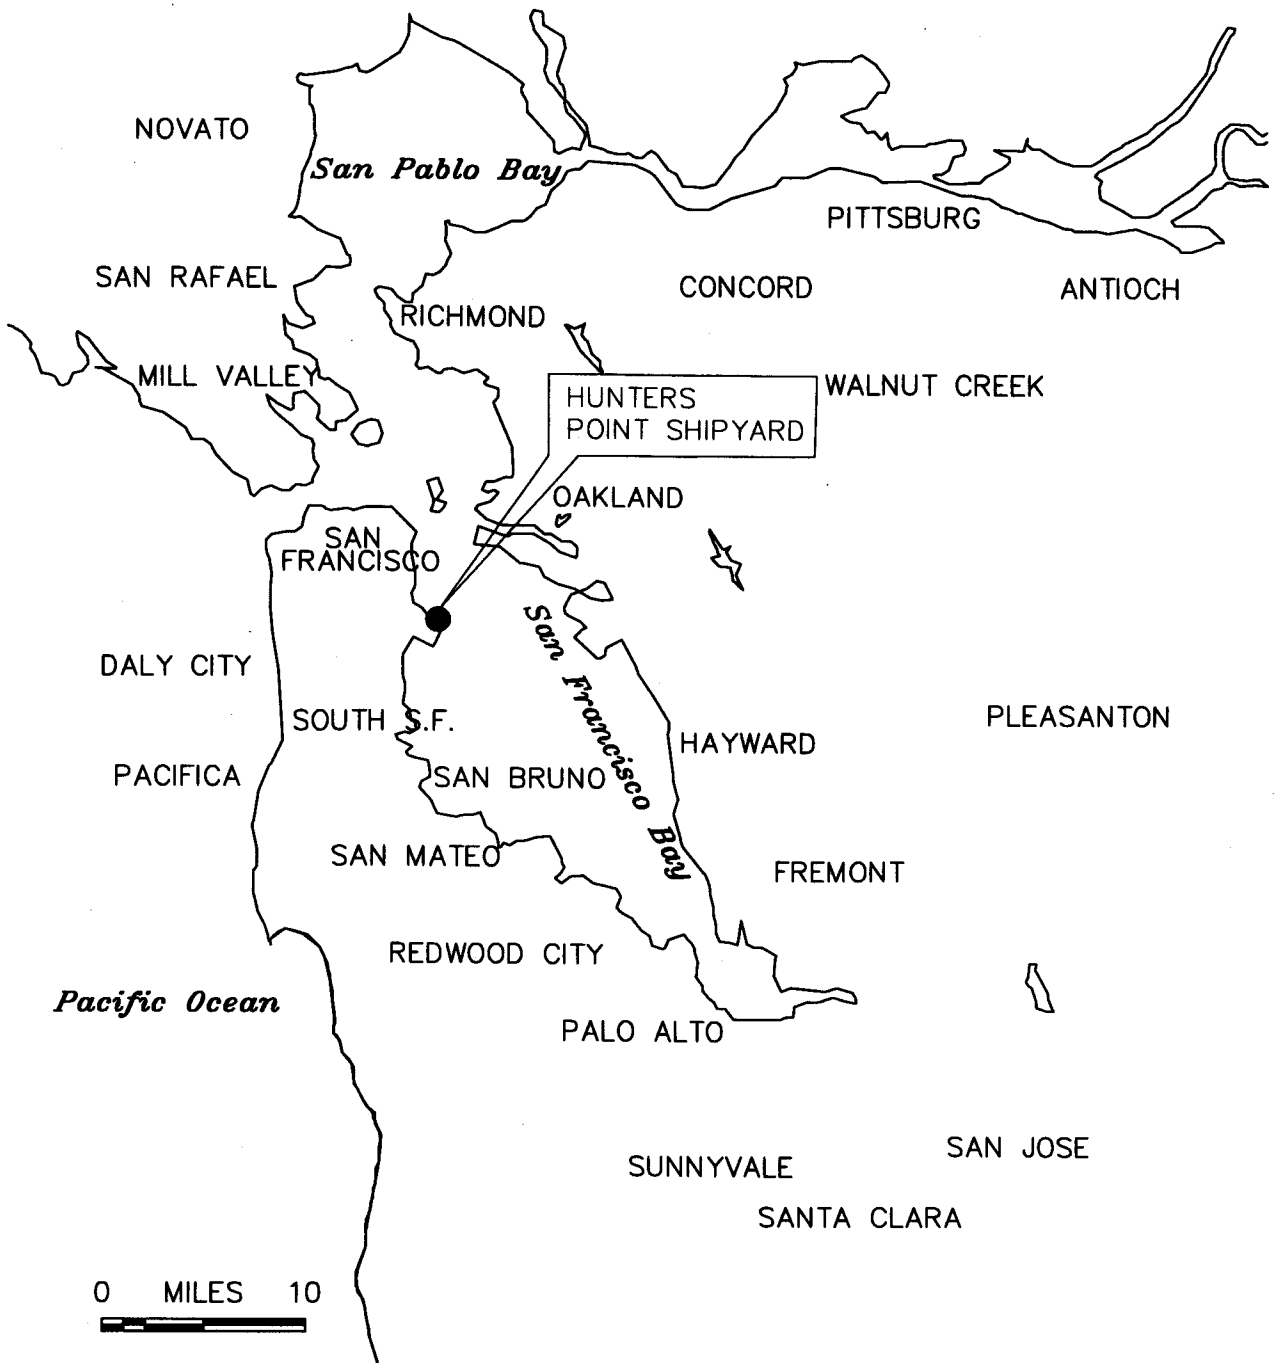 NOVATO
San Pablo Bay
PITTSBURG
SAN RAFAEL
CONCORD
ANTIOCH
RICHMOND
MILL VALLEY
WALNUT CREEK
HUNTERS
POINT SHIPYARD
OAKLAND
SAN
FRANCISCO
San Francisco Bay
DALY CITY
SOUTH S.F.
PLEASANTON
HAYWARD
PACIFICA
SAN BRUNO
SAN MATEO
FREMONT
REDWOOD CITY
Pacific Ocean
PALO ALTO
SAN JOSE
SUNNYVALE
SANTA CLARA
0 MILES 10